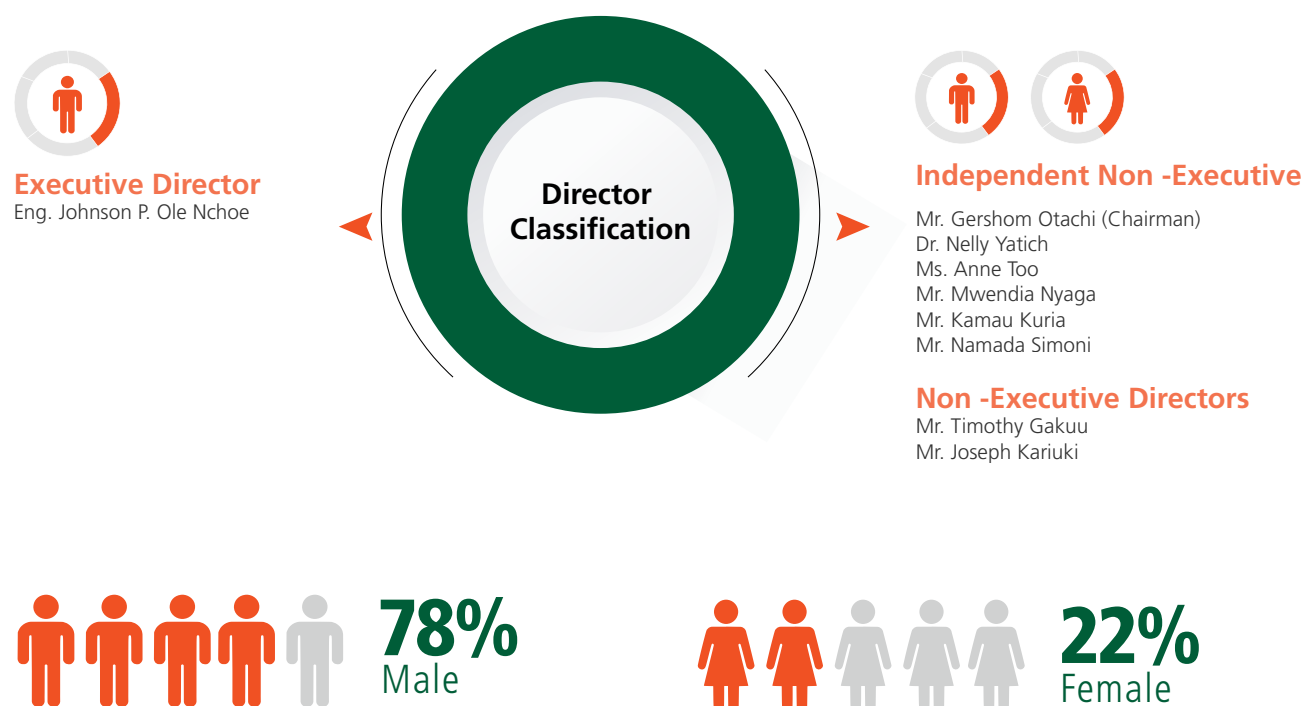 Director
Classification
Executive Director
Eng. Johnson P. Ole Nchoe
Independent Non -Executive
Mr. Gershom Otachi (Chairman)
Dr. Nelly Yatich
Ms. Anne Too
Mr. Mwendia Nyaga
Mr. Kamau Kuria
Mr. Namada Simoni
Non -Executive Directors
Mr. Timothy Gakuu
Mr. Joseph Kariuki
78%
Male
22%
Female